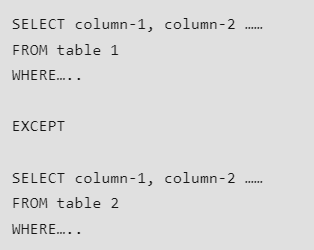 SELECT column-1, column-2 ……
FROM table 1
WHERE…..
EXCEPT
SELECT column-1, column-2 ……
FROM table 2
WHERE…..